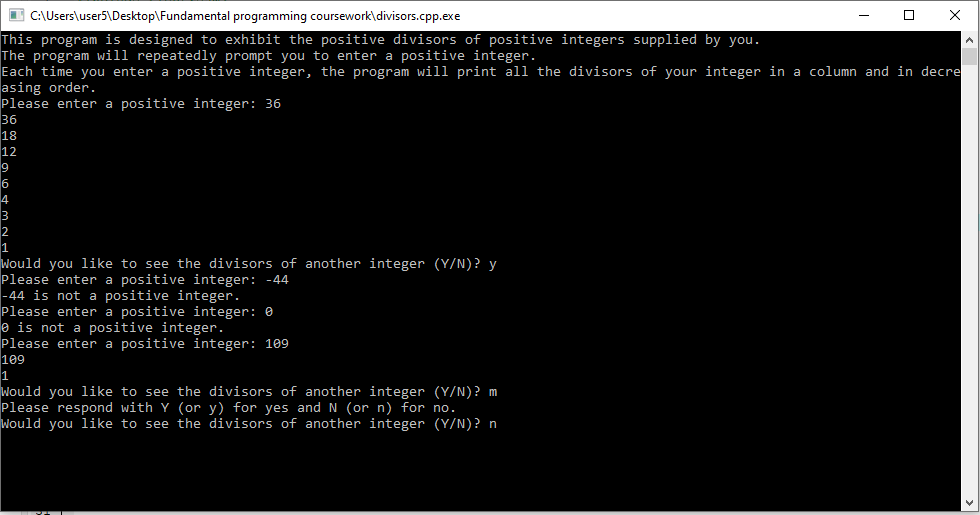 C:\Users\user5\Desktop\Fundamental programming coursework\divisors.cpp.exe
This program is designed to exhibit the positive divisors of positive integers supplied by you.
The program will repeatedly prompt you to enter a positive integer.
Each time you enter a positive integer, the program will print all the divisors of your integer in a column and in decre
asing order.
Please enter a positive integer: 36
36
18
12
9
6
4
3
2
1
Would you like to see the divisors of another integer (Y/N)? y
Please enter a positive integer: -44
-44 is not a positive integer.
Please enter a positive integer: 0
0 is not a positive integer.
Please enter a positive integer: 109
109
1
Would you like to see the divisors of another integer (Y/N)? m
Please respond with Y (or y) for yes and N (or n) for no.
Would you like to see the divisors of another integer (Y/N)? n